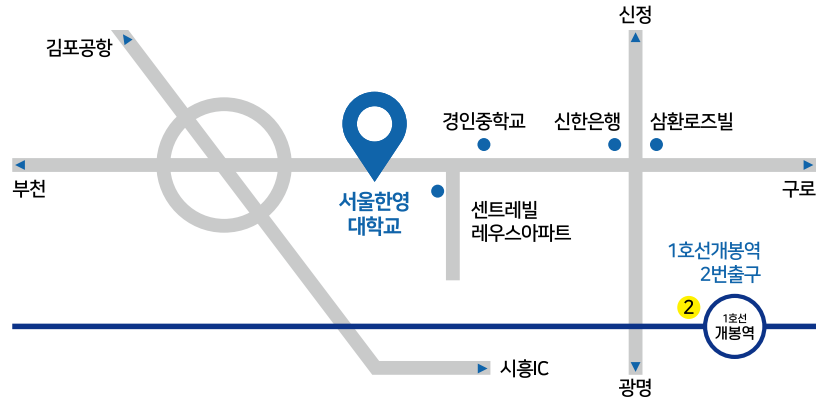 신정
김포공항
경인중학교
신한은행
삼환로즈빌
부천
구로
서울한영
대학교
센트레빌
레우스아파트
1호선개봉역
2번출구
2
1호선
개봉역
시흥IC
광명